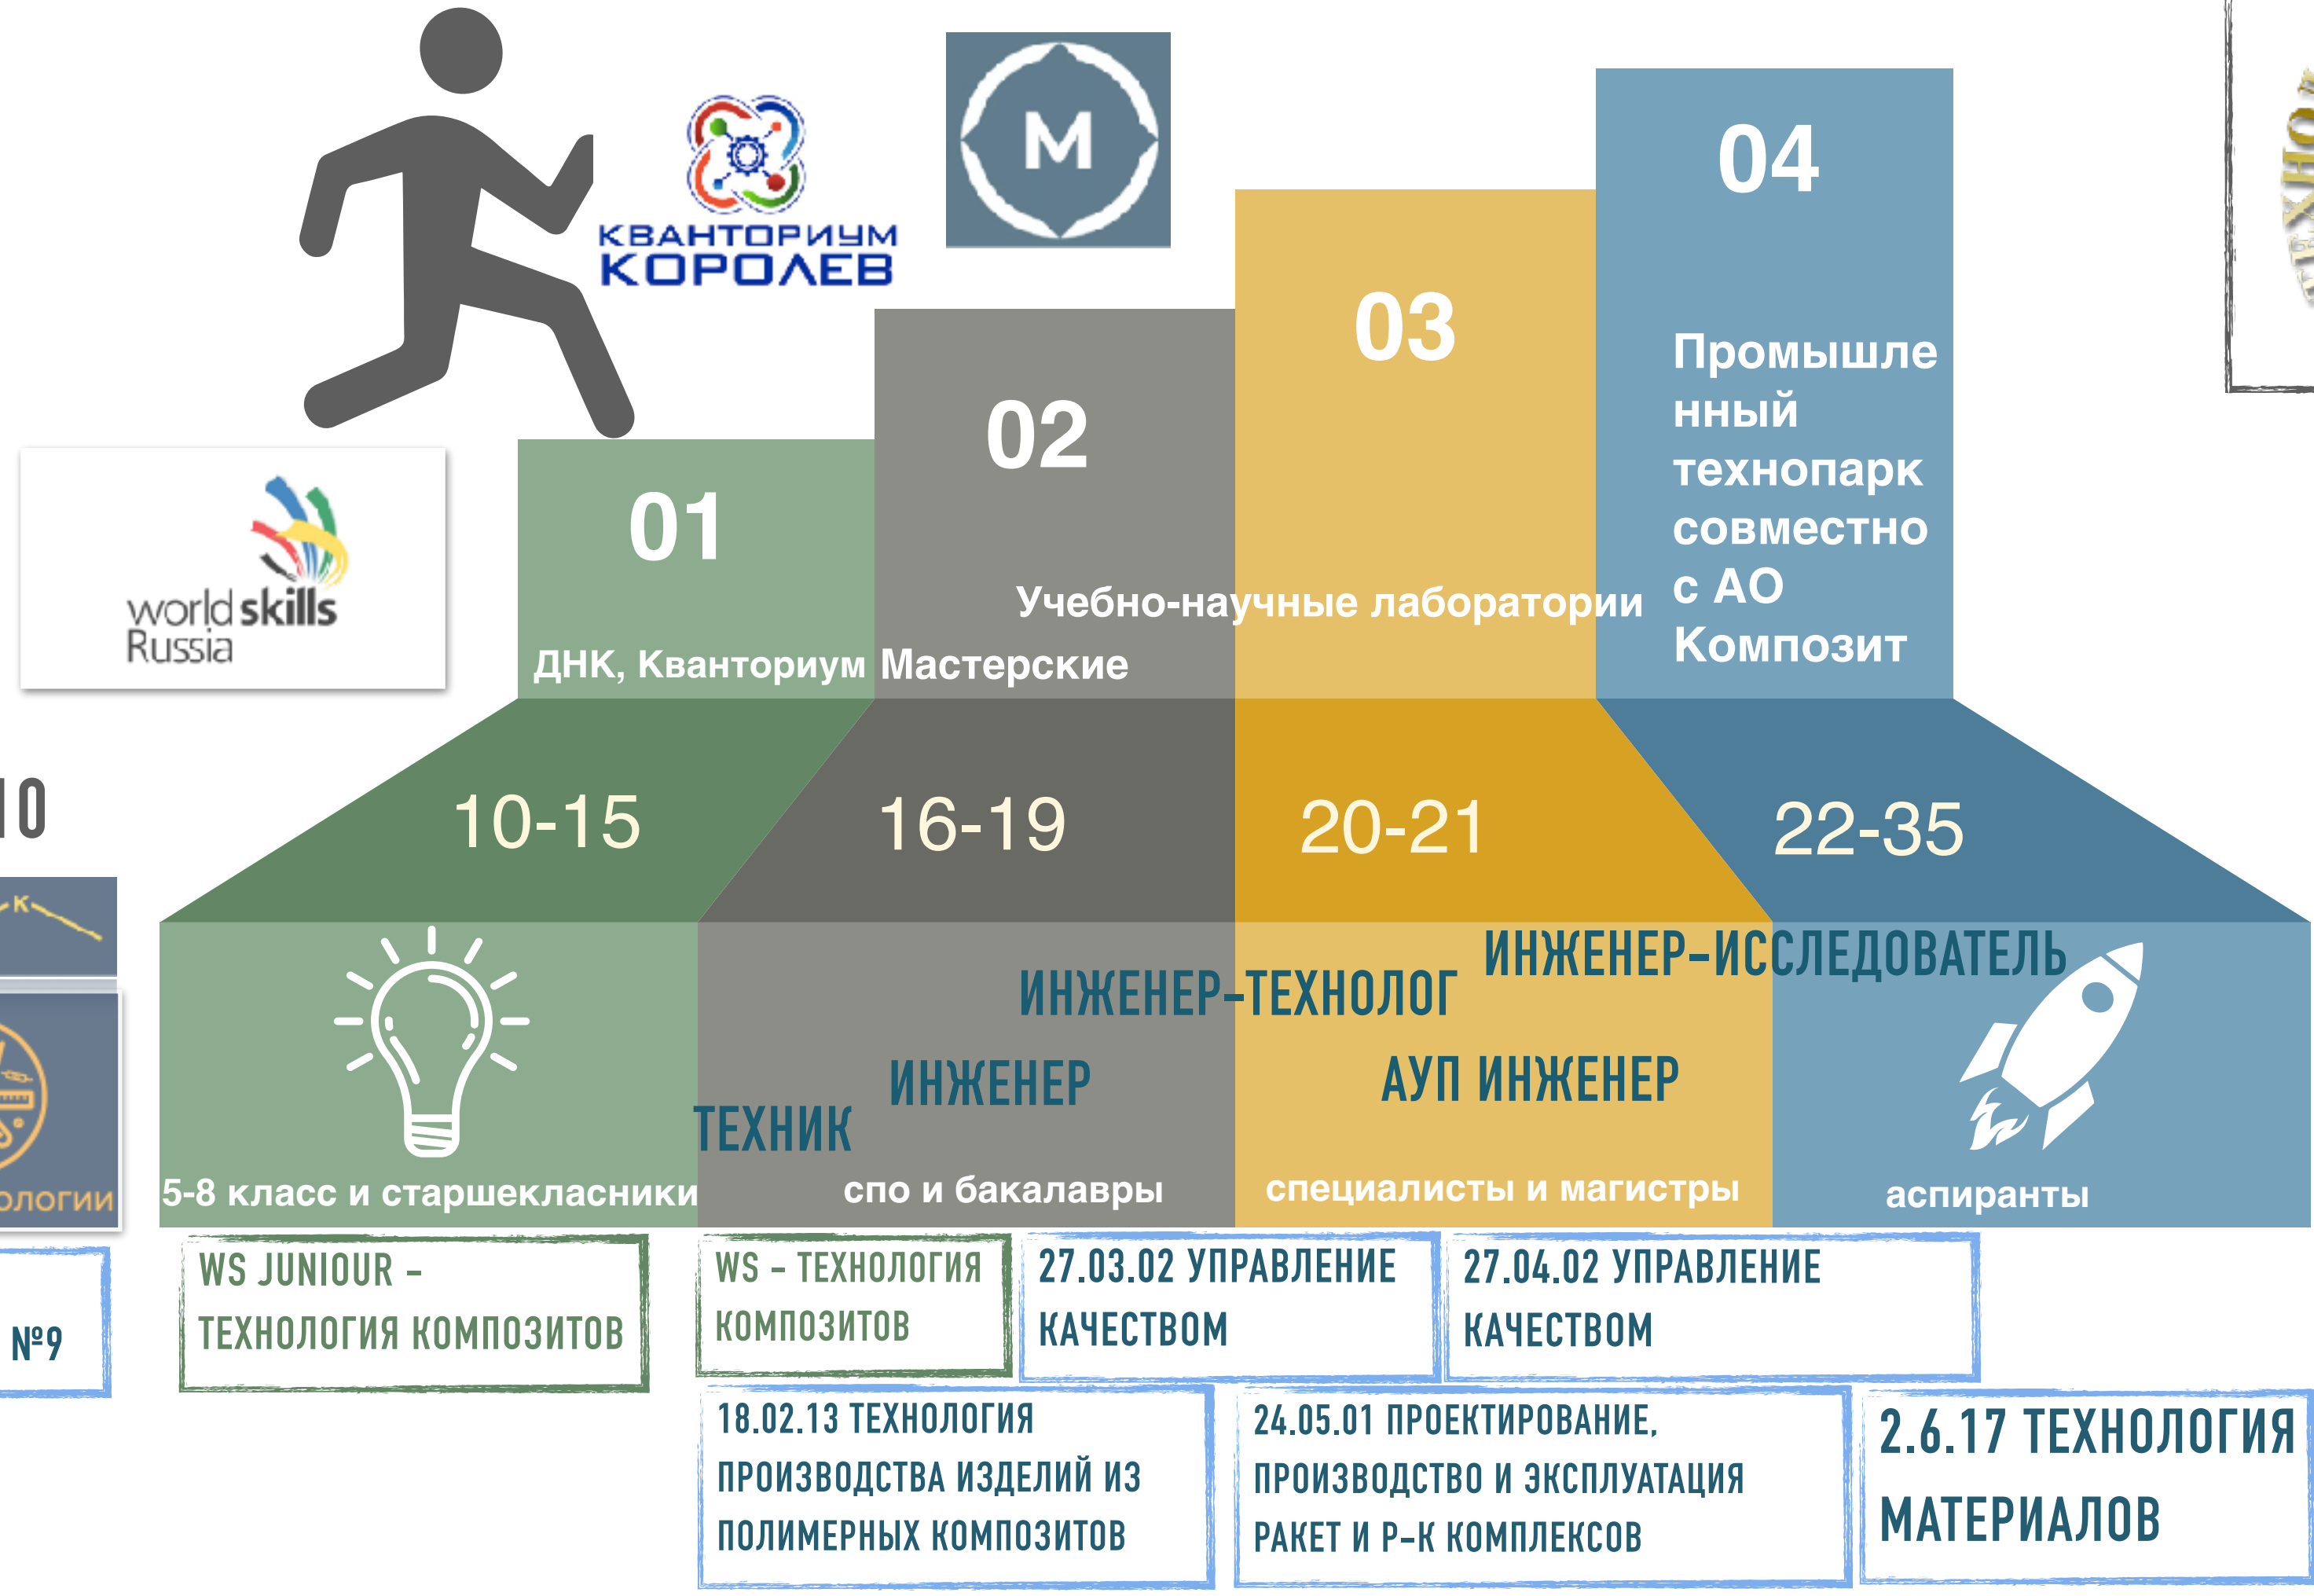 КВАНТОРИУМ
КОРОЛЕВ
М
04
03
Промышле
нный
технопарк
совместно
с АО
Композит
02
01
world skills
Russia
Учебно-научные лаборатории
ДНК, Кванториум
Мастерские
10
10-15
16-19
20-21
22-35
К
ИНЖЕНЕР-ИССЛЕДОВАТЕЛЬ
ИНЖЕНЕР-ТЕХНОЛОГ
ИНЖЕНЕР
АУП ИНЖЕНЕР
ТЕХНИК
5-8 класс и старшекласники
спо и бакалавры
специалисты и магистры
аспиранты
№9
WS JUNIOUR -
ТЕХНОЛОГИЯ КОМПОЗИТОВ
WS - ТЕХНОЛОГИЯ
КОМПОЗИТОВ
27.03.02 УПРАВЛЕНИЕ
КАЧЕСТВОМ
27.04.02 УПРАВЛЕНИЕ
КАЧЕСТВОМ
18.02.13 ТЕХНОЛОГИЯ
ПРОИЗВОДСТВА ИЗДЕЛИЙ ИЗ
ПОЛИМЕРНЫХ КОМПОЗИТОВ
24.05.01 ПРОЕКТИРОВАНИЕ,
ПРОИЗВОДСТВО И ЭКСПЛУАТАЦИЯ
РАКЕТ И Р-К КОМПЛЕКСОВ
2.6.17 ТЕХНОЛОГИЯ
МАТЕРИАЛОВ